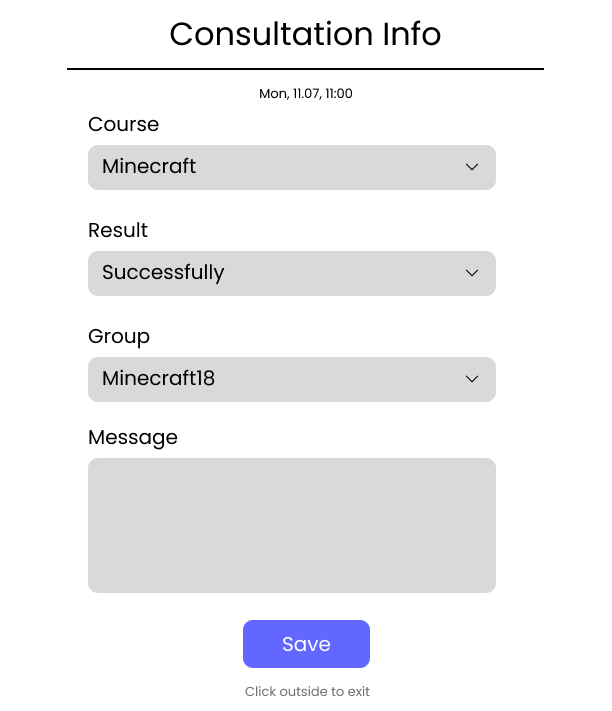 Consultation Info
Mon, 11.07, 11:00
Course
Minecraft
Result
Successfully
Group
Minecraft18
Message
Save
Click outside to exit